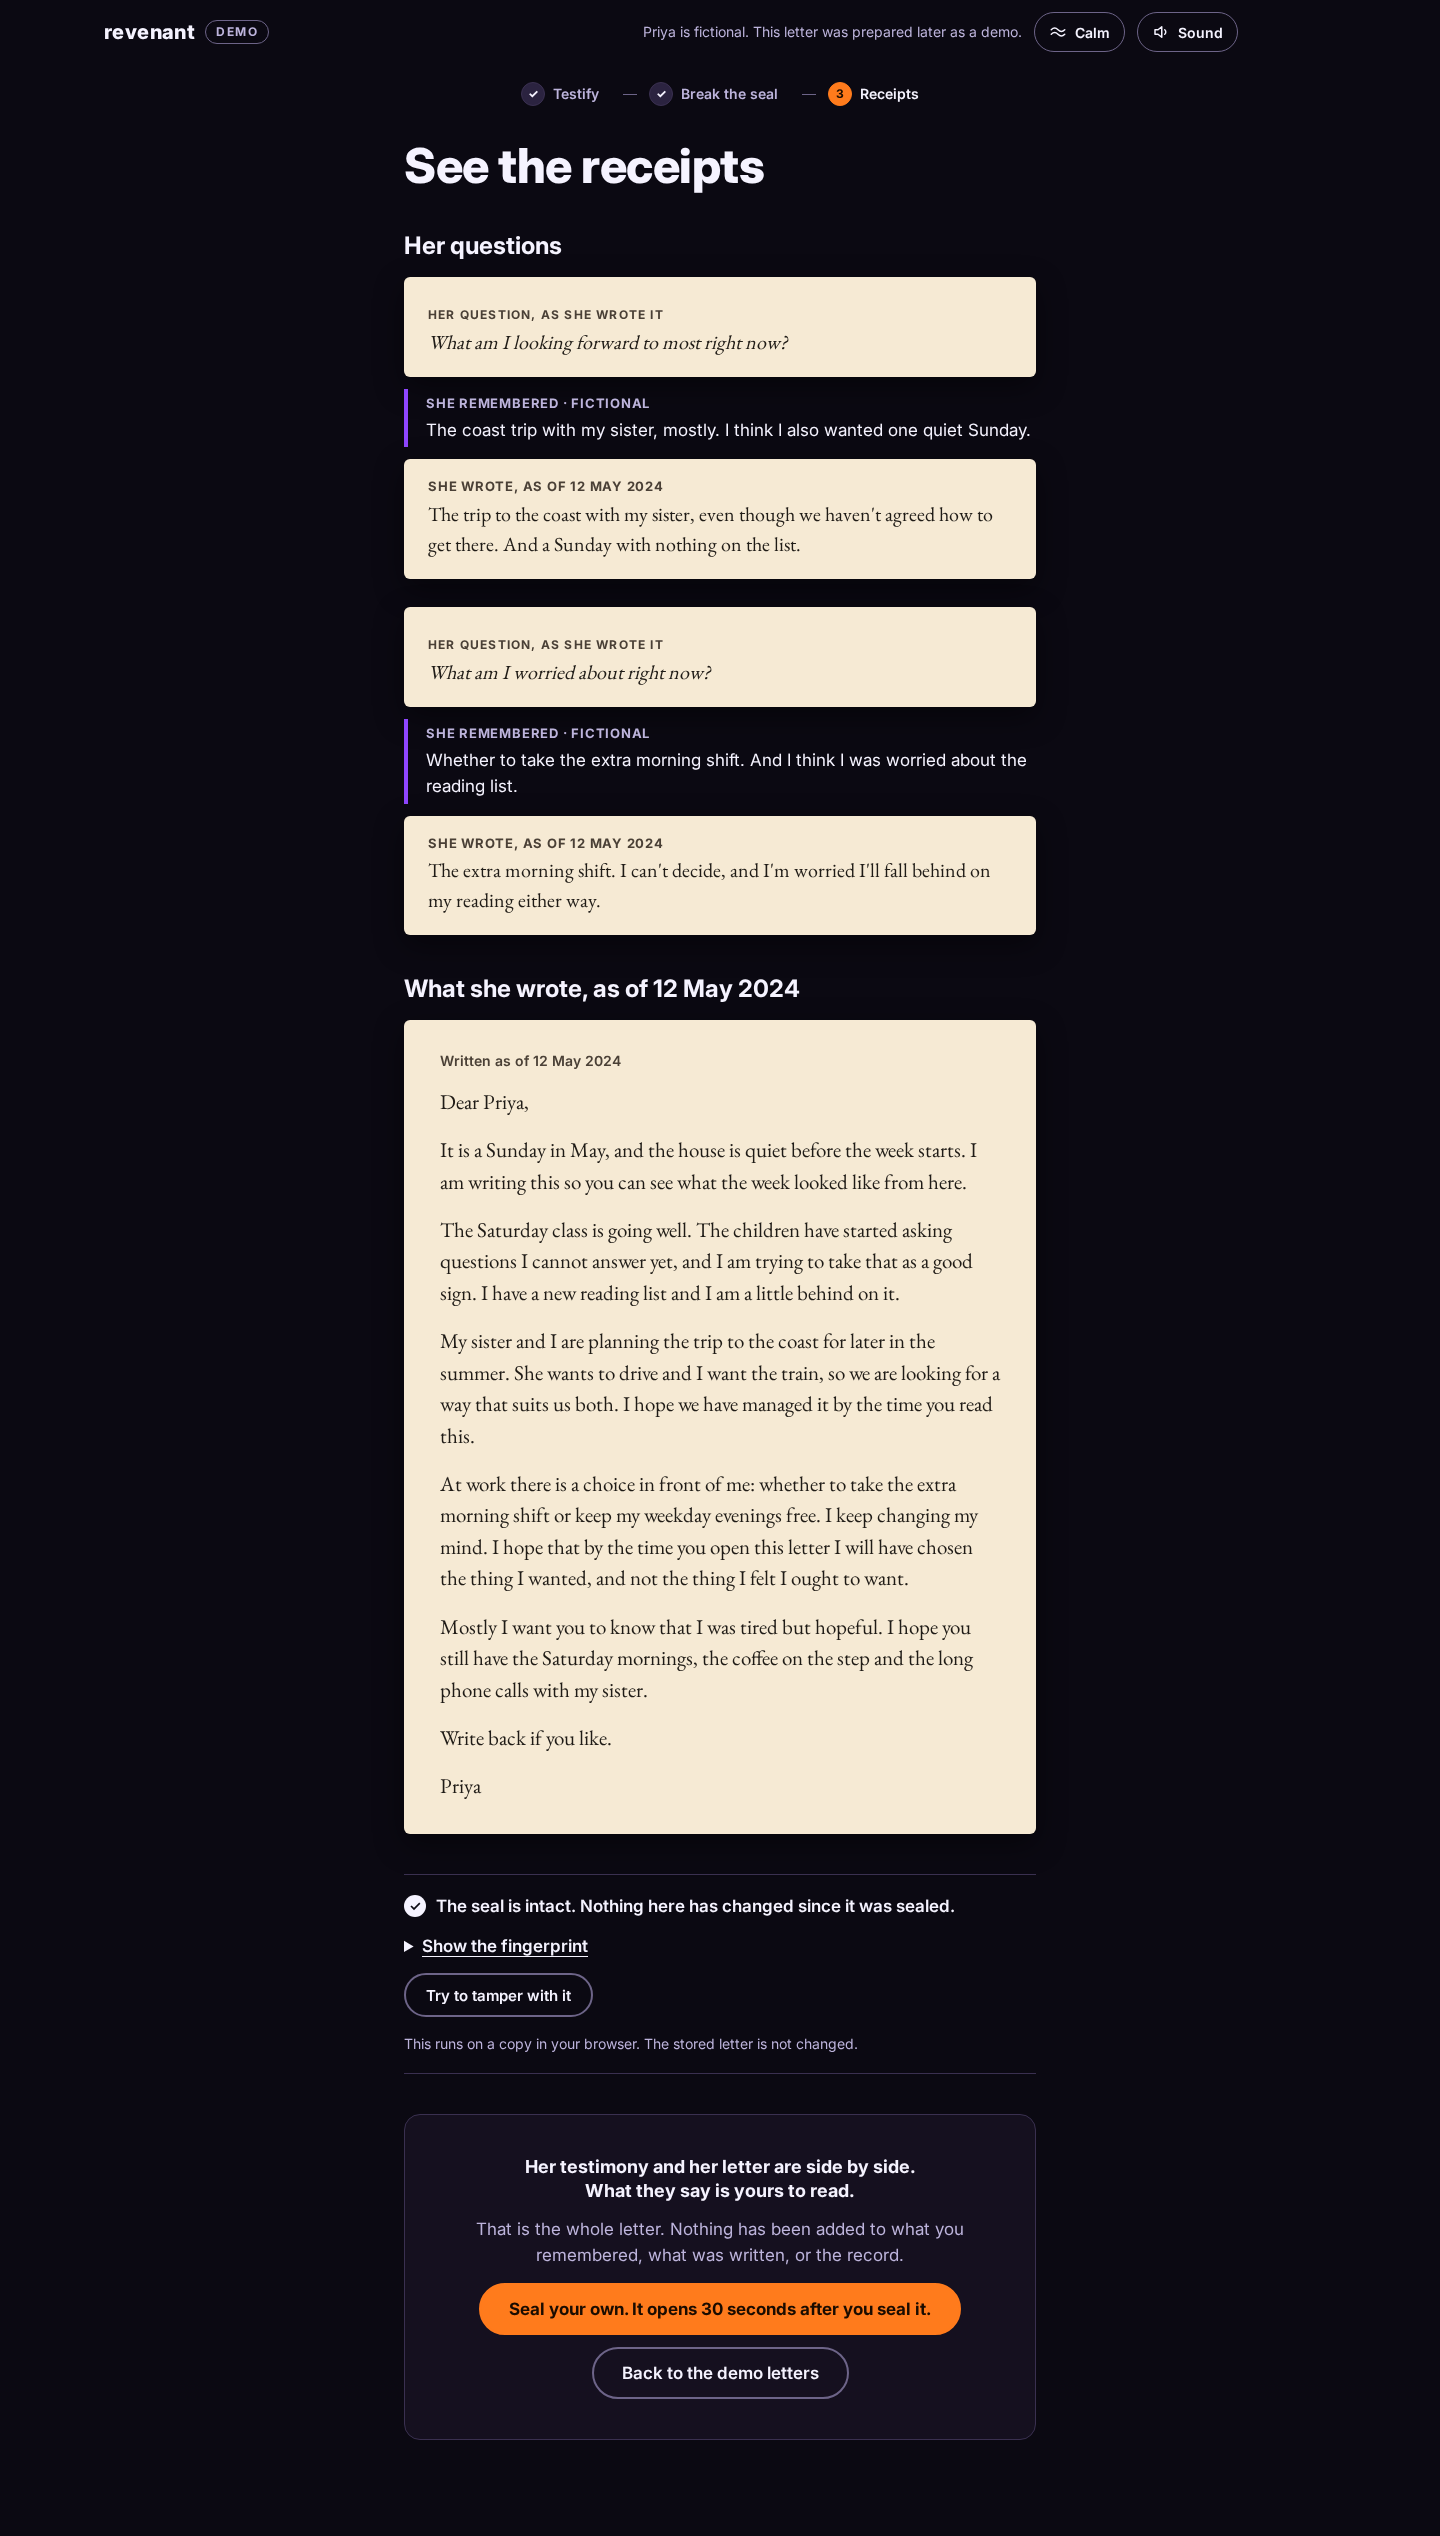 revenant DEMO
Priya is fictional. This letter was prepared later as a demo. Calm Sound
Testify — Break the seal — 3 Receipts
See the receipts
Her questions
HER QUESTION, AS SHE WROTE IT
What am I looking forward to most right now?
SHE REMEMBERED · FICTIONAL
The coast trip with my sister, mostly. I think I also wanted one quiet Sunday.
SHE WROTE, AS OF 12 MAY 2024
The trip to the coast with my sister, even though we haven't agreed how to
get there. And a Sunday with nothing on the list.
HER QUESTION, AS SHE WROTE IT
What am I worried about right now?
SHE REMEMBERED · FICTIONAL
Whether to take the extra morning shift. And I think I was worried about the
reading list.
SHE WROTE, AS OF 12 MAY 2024
The extra morning shift. I can't decide, and I'm worried I'll fall behind on
my reading either way.
What she wrote, as of 12 May 2024
Written as of 12 May 2024
Dear Priya,
It is a Sunday in May, and the house is quiet before the week starts. I
am writing this so you can see what the week looked like from here.
The Saturday class is going well. The children have started asking
questions I cannot answer yet, and I am trying to take that as a good
sign. I have a new reading list and I am a little behind on it.
My sister and I are planning the trip to the coast for later in the
summer. She wants to drive and I want the train, so we are looking for a
way that suits us both. I hope we have managed it by the time you read
this.
At work there is a choice in front of me: whether to take the extra
morning shift or keep my weekday evenings free. I keep changing my
mind. I hope that by the time you open this letter I will have chosen
the thing I wanted, and not the thing I felt I ought to want.
Mostly I want you to know that I was tired but hopeful. I hope you
still have the Saturday mornings, the coffee on the step and the long
phone calls with my sister.
Write back if you like.
Priya
The seal is intact. Nothing here has changed since it was sealed.
Show the fingerprint
Try to tamper with it
This runs on a copy in your browser. The stored letter is not changed.
Her testimony and her letter are side by side.
What they say is yours to read.
That is the whole letter. Nothing has been added to what you
remembered, what was written, or the record.
Seal your own. It opens 30 seconds after you seal it.
Back to the demo letters